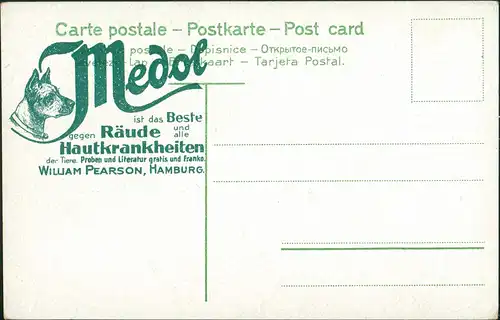 Carte postale – Postkarte – Post card
Dopisnice – Открытое-письмо
Tarjeta Postal.
Medol
ist das Beste
gegen Räude und alle
Hautkrankheiten
der Tiere. Proben und Literatur gratis und franko.
WILLIAM PEARSON, HAMBURG.